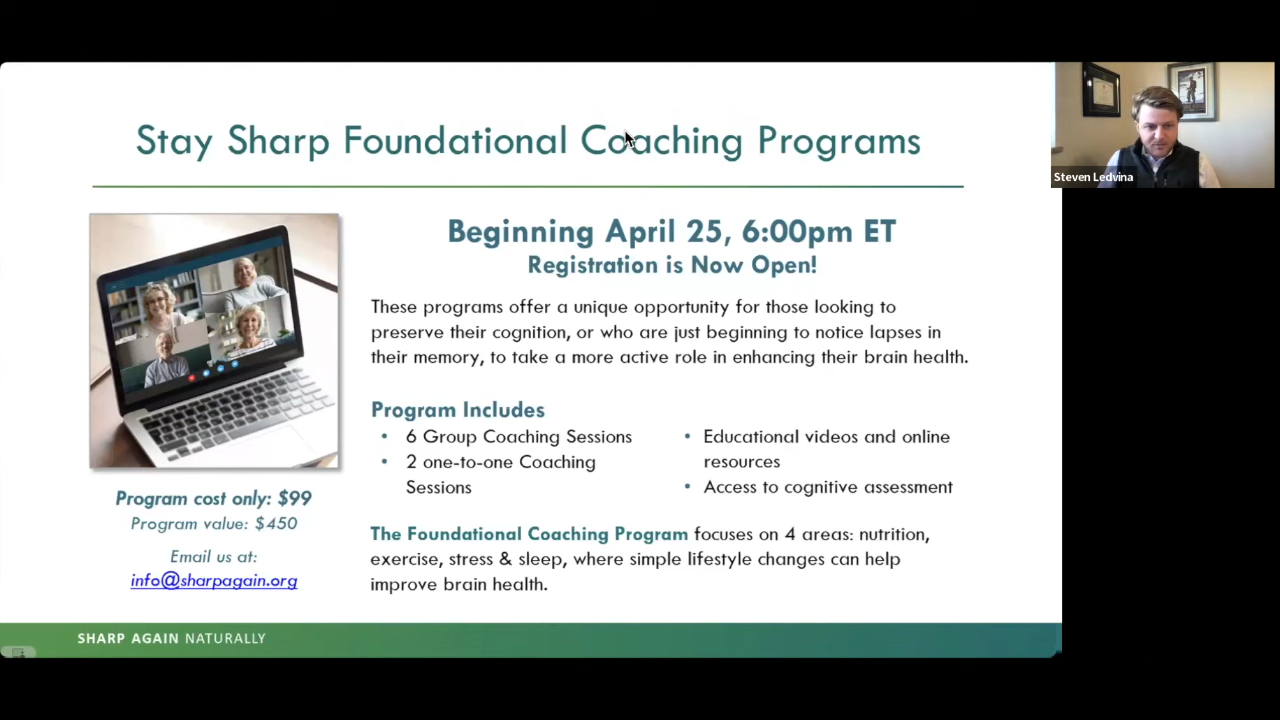 Stay Sharp Foundational Coaching Programs
Steven Ledvina
Beginning April 25, 6:00pm ET
Registration is Now Open!
These programs offer a unique opportunity for those looking to
preserve their cognition, or who are just beginning to notice lapses in
their memory, to take a more active role in enhancing their brain health.
Program Includes
• 6 Group Coaching Sessions
• 2 one-to-one Coaching
Sessions
• Educational videos and online
resources
• Access to cognitive assessment
Program cost only: $99
Program value: $450
Email us at:
info@sharpagain.org
The Foundational Coaching Program focuses on 4 areas: nutrition,
exercise, stress & sleep, where simple lifestyle changes can help
improve brain health.
SHARP AGAIN NATURALLY